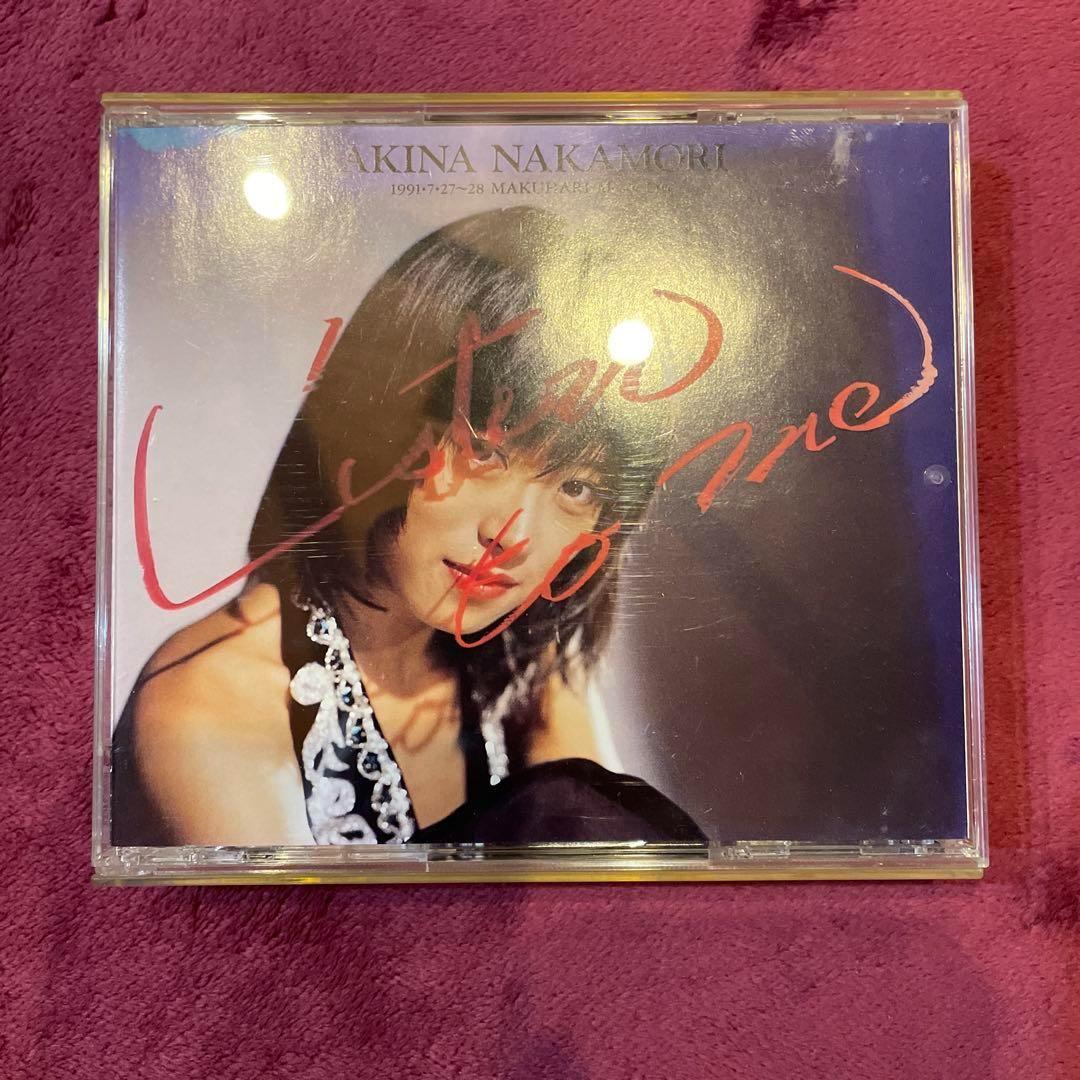 AKINA NAKAMORI
1991・7・27~28 MAKUHARI
Listen
to me